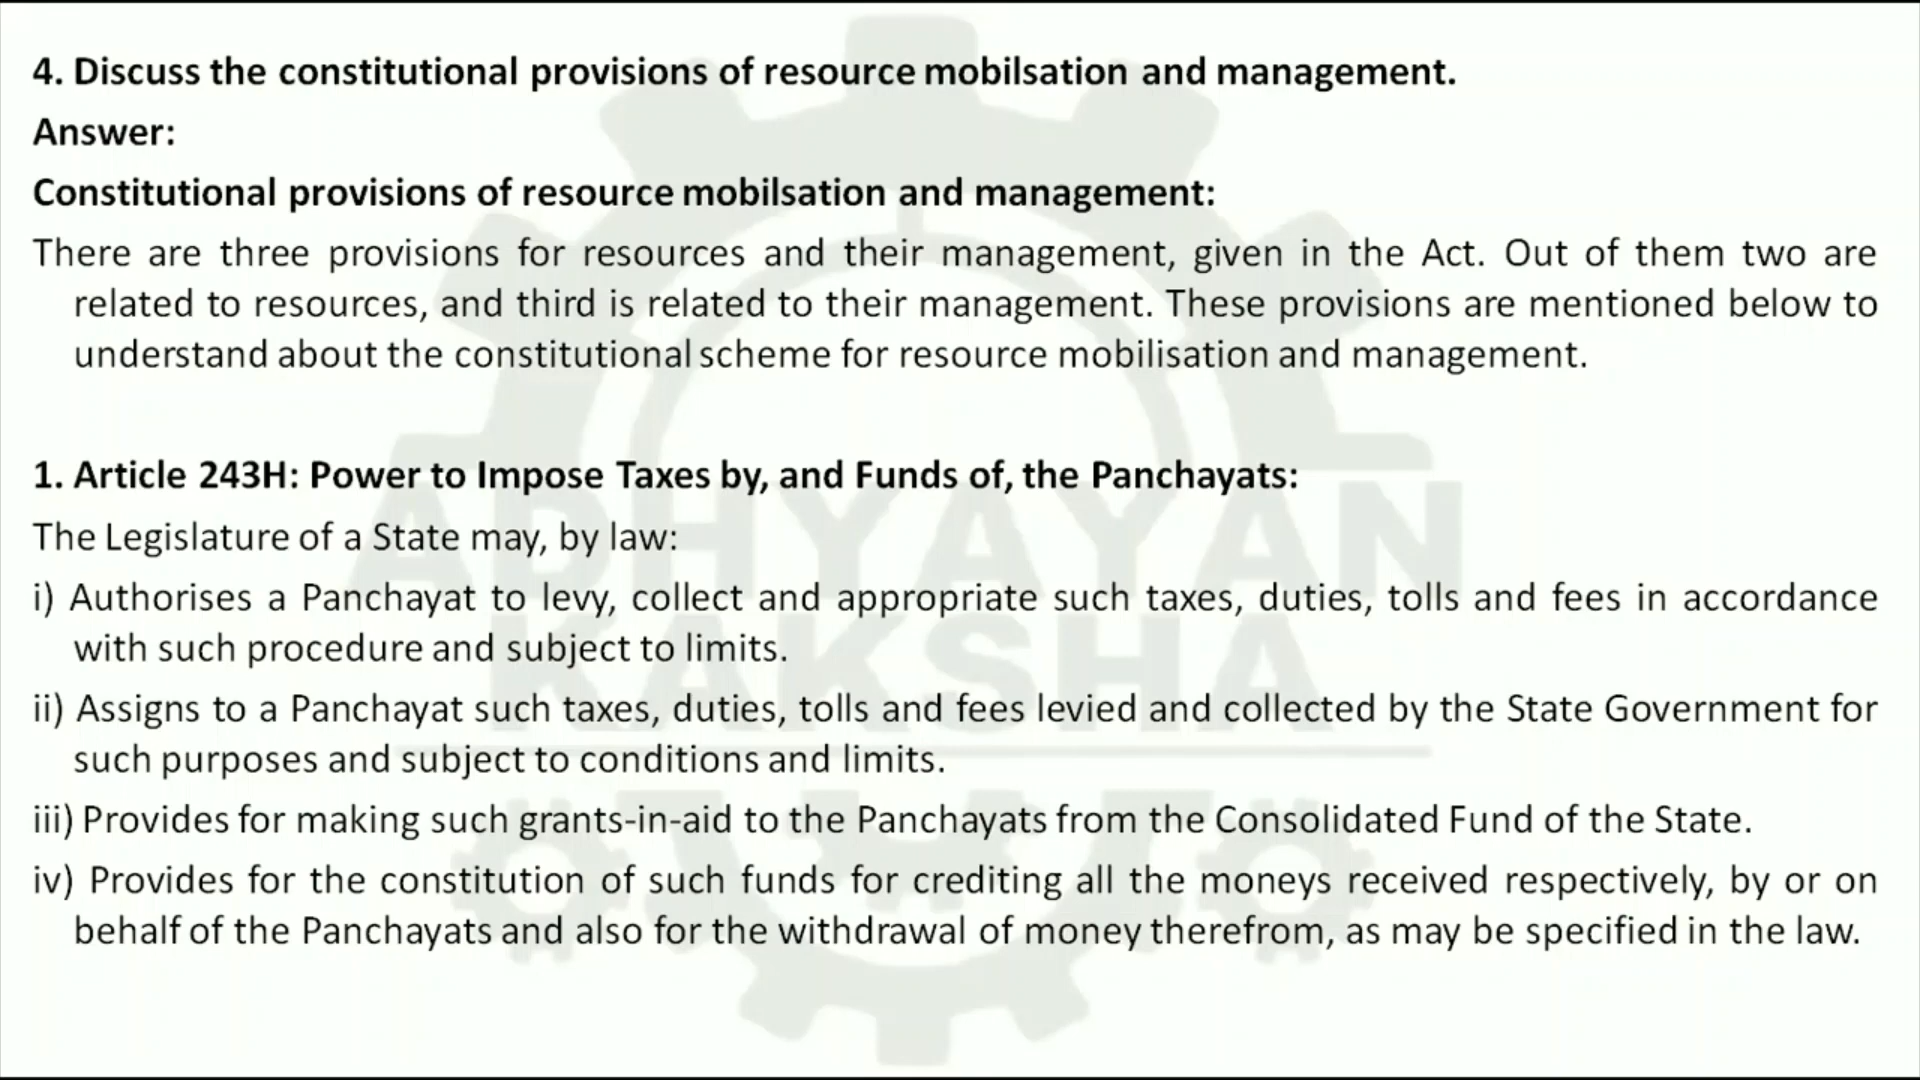 4. Discuss the constitutional provisions of resource mobilsation and management.
Answer:
Constitutional provisions of resource mobilsation and management:
There are three provisions for resources and their management, given in the Act. Out of them two are
related to resources, and third is related to their management. These provisions are mentioned below to
understand about the constitutional scheme for resource mobilisation and management.
1. Article 243H: Power to Impose Taxes by, and Funds of, the Panchayats:
The Legislature of a State may, by law:
i) Authorises a Panchayat to levy, collect and appropriate such taxes, duties, tolls and fees in accordance
with such procedure and subject to limits.
ii) Assigns to a Panchayat such taxes, duties, tolls and fees levied and collected by the State Government for
such purposes and subject to conditions and limits.
iii) Provides for making such grants-in-aid to the Panchayats from the Consolidated Fund of the State.
iv) Provides for the constitution of such funds for crediting all the moneys received respectively, by or on
behalf of the Panchayats and also for the withdrawal of money therefrom, as may be specified in the law.
ADHYAYAN
KAKSHA